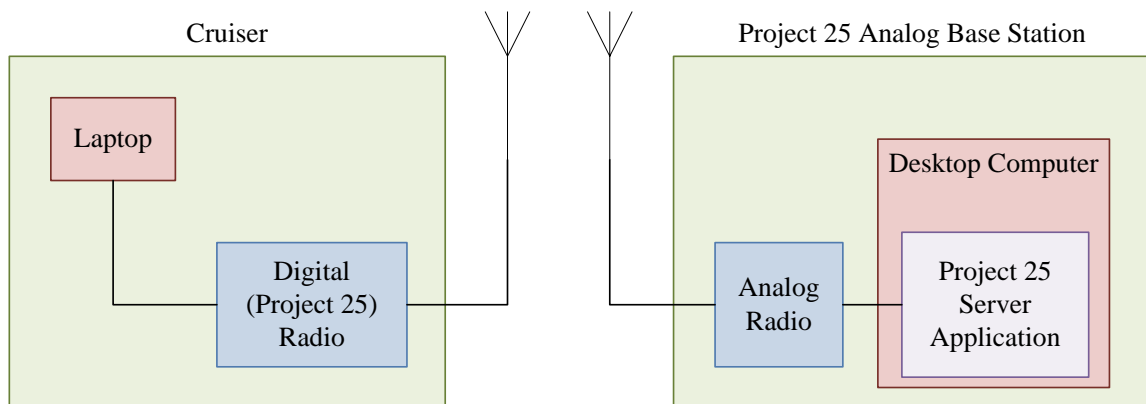 Cruiser
Laptop
Digital
(Project 25)
Radio
Project 25 Analog Base Station
Desktop Computer
Analog
Radio
Project 25
Server
Application